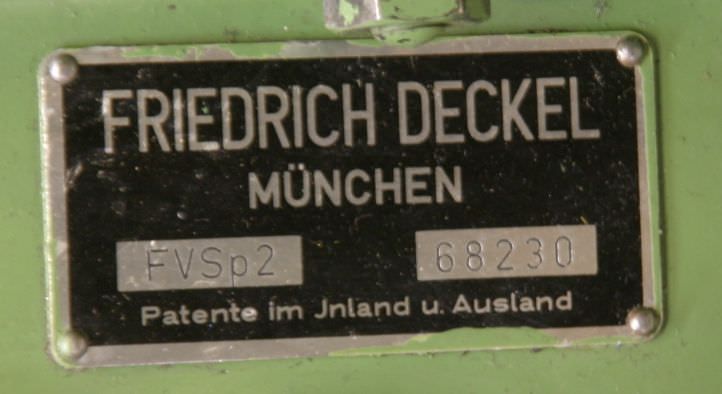 FRIEDRICH DECKEL
MÜNCHEN
FVSp2 68230
Patente im Jnland u. Ausland